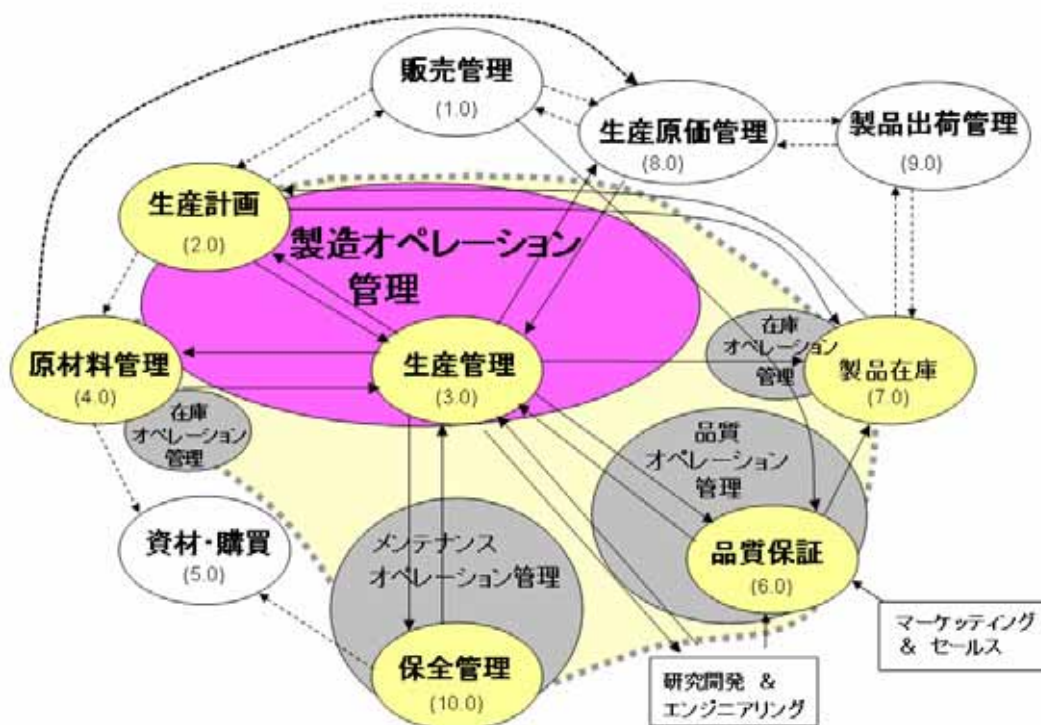 販売管理
(1.0)
生産原価管理
(8.0)
製品出荷管理
(9.0)
生産計画
(2.0)
製造オペレーション
管理
原材料管理
(4.0)
生産管理
(3.0)
在庫
オペレーション
管理
製品在庫
(7.0)
在庫
オペレーション
管理
品質
オペレーション
管理
資材・購買
(5.0)
メンテナンス
オペレーション管理
品質保証
(6.0)
保全管理
(10.0)
マーケッティング
& セールス
研究開発 &
エンジニアリング